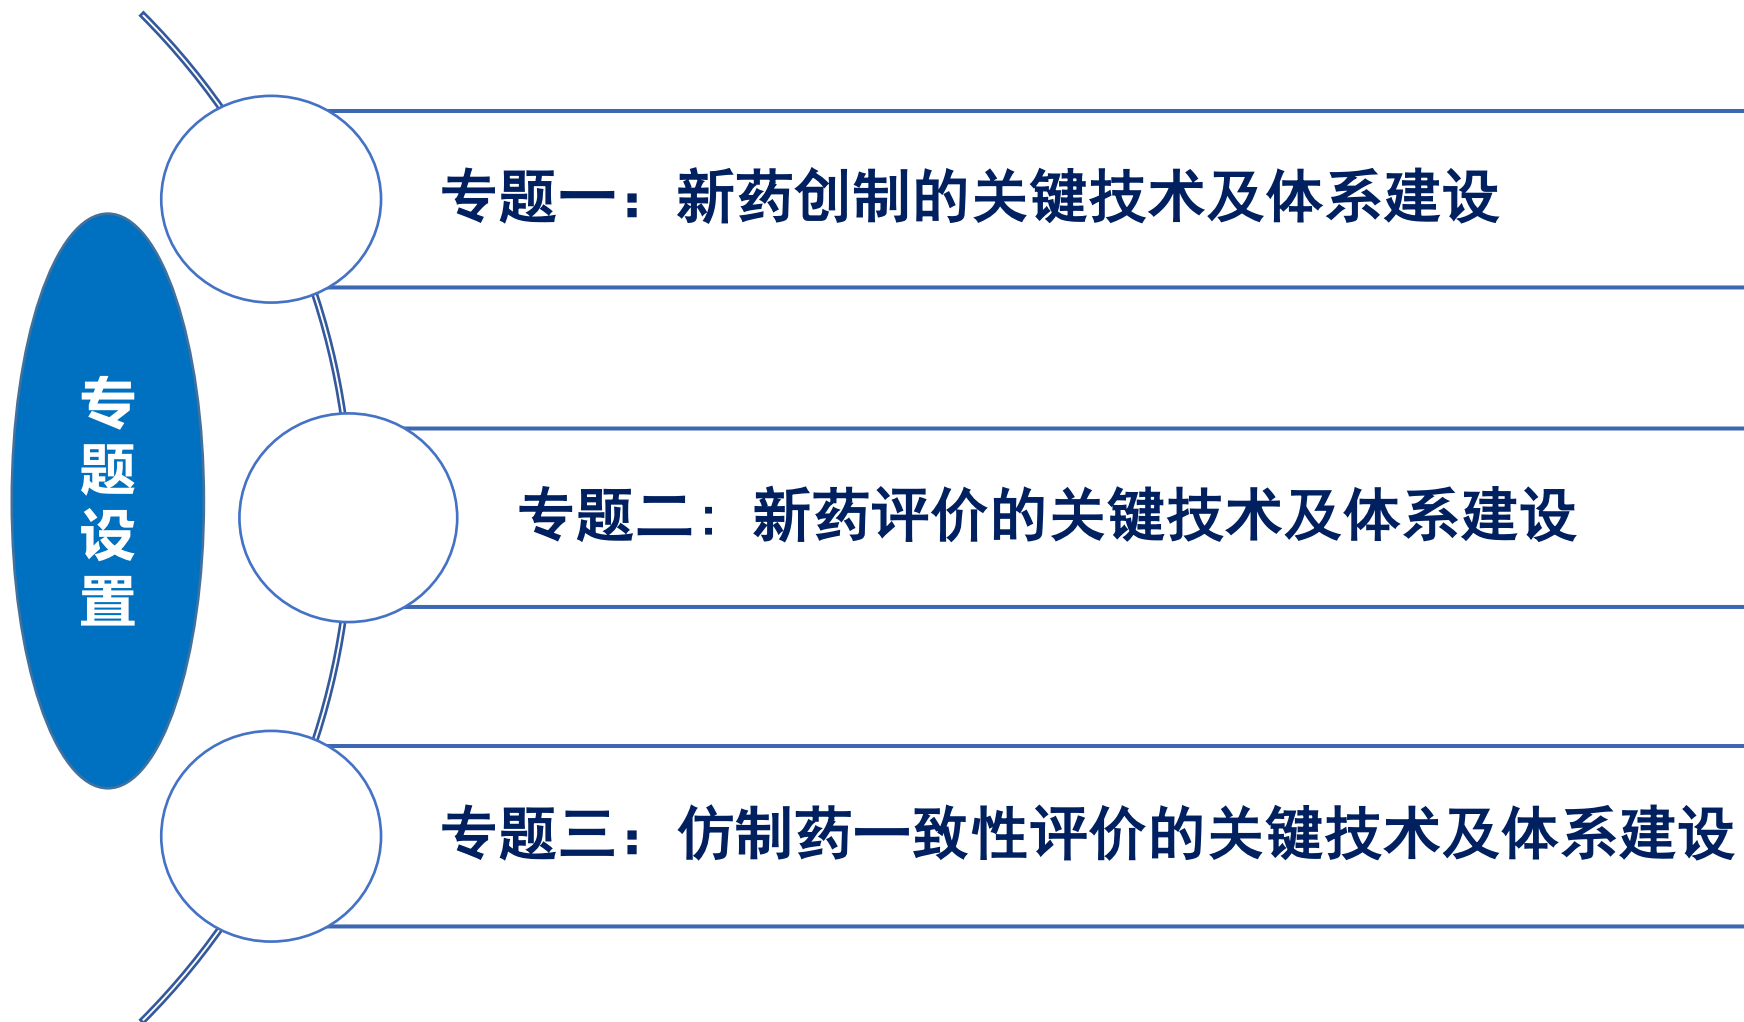 专题设置
专题一：新药创制的关键技术及体系建设
专题二：新药评价的关键技术及体系建设
专题三：仿制药一致性评价的关键技术及体系建设